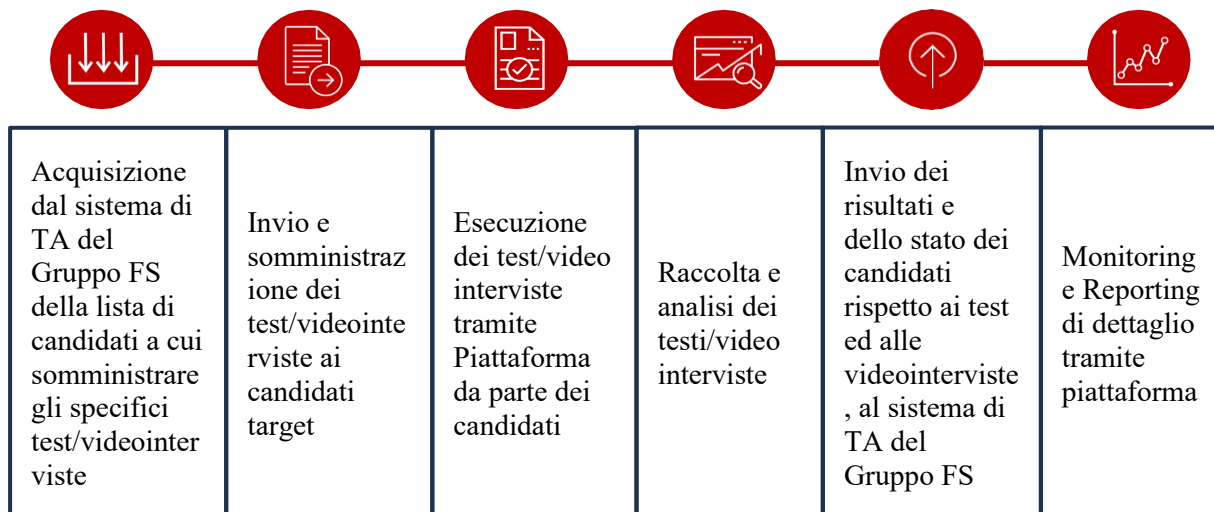 Acquisizione
dal sistema di
TA del
Gruppo FS
della lista di
candidati a cui
somministrare
gli specifici
test/videointer
viste
Invio e
somministraz
ione dei
test/videointe
rviste ai
candidati
target
Esecuzione
dei test/video
interviste
tramite
Piattaforma
da parte dei
candidati
Raccolta e
analisi dei
testi/video
interviste
Invio dei
risultati e
dello stato dei
candidati
rispetto ai test
ed alle
videointerviste
, al sistema di
TA del
Gruppo FS
Monitoring
e Reporting
di dettaglio
tramite
piattaforma